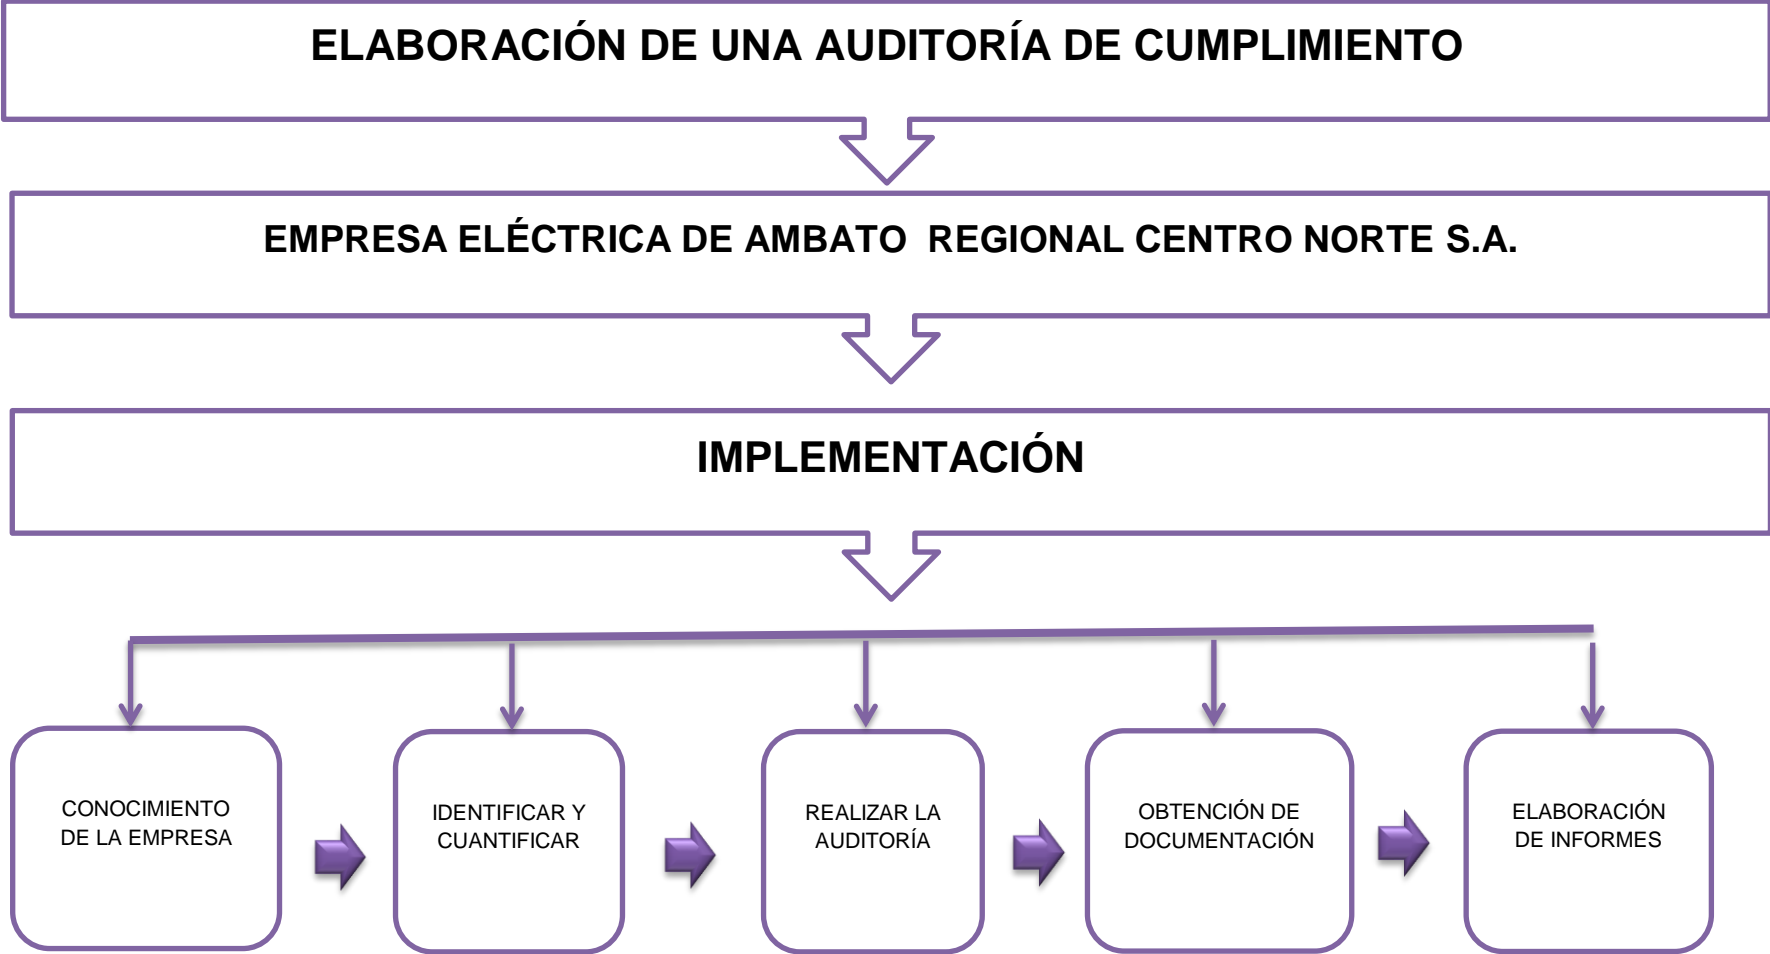 ELABORACIÓN DE UNA AUDITORÍA DE CUMPLIMIENTO
EMPRESA ELÉCTRICA DE AMBATO  REGIONAL CENTRO NORTE S.A.
IMPLEMENTACIÓN
CONOCIMIENTO
DE LA EMPRESA
IDENTIFICAR Y
CUANTIFICAR
REALIZAR LA
AUDITORÍA
OBTENCIÓN DE
DOCUMENTACIÓN
ELABORACIÓN
DE INFORMES